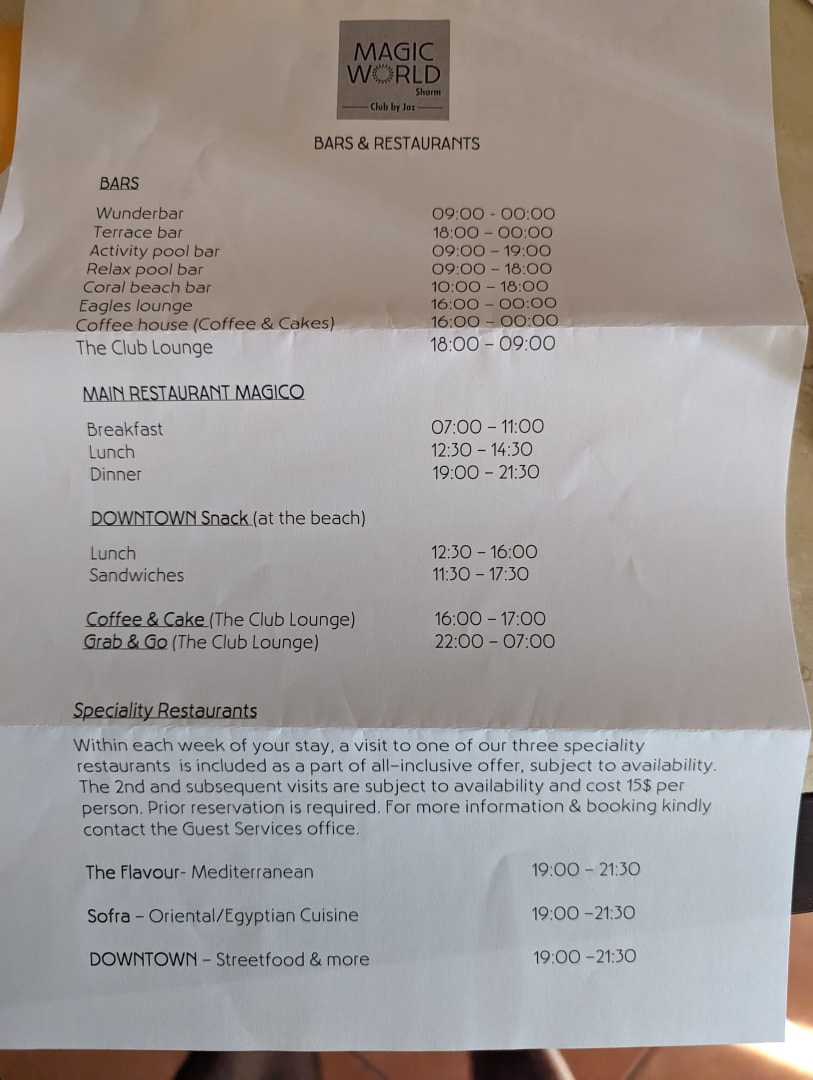 MAGIC
WORLD
Sharm
Club by Jaz
BARS & RESTAURANTS
BARS
Wunderbar 09:00 - 00:00
Terrace bar 18:00 – 00:00
Activity pool bar 09:00 – 19:00
Relax pool bar 09:00 – 18:00
Coral beach bar 10:00 – 18:00
Eagles lounge 16:00 – 00:00
Coffee house (Coffee & Cakes) 16:00 – 00:00
The Club Lounge 18:00 – 09:00
MAIN RESTAURANT MAGICO
Breakfast 07:00 – 11:00
Lunch 12:30 – 14:30
Dinner 19:00 – 21:30
DOWNTOWN Snack (at the beach)
Lunch 12:30 – 16:00
Sandwiches 11:30 – 17:30
Coffee & Cake (The Club Lounge) 16:00 – 17:00
Grab & Go (The Club Lounge) 22:00 – 07:00
Speciality Restaurants
Within each week of your stay, a visit to one of our three speciality
restaurants is included as a part of all-inclusive offer, subject to availability.
The 2nd and subsequent visits are subject to availability and cost 15$ per
person. Prior reservation is required. For more information & booking kindly
contact the Guest Services office.
The Flavour- Mediterranean 19:00 – 21:30
Sofra – Oriental/Egyptian Cuisine 19:00 –21:30
DOWNTOWN – Streetfood & more 19:00 –21:30